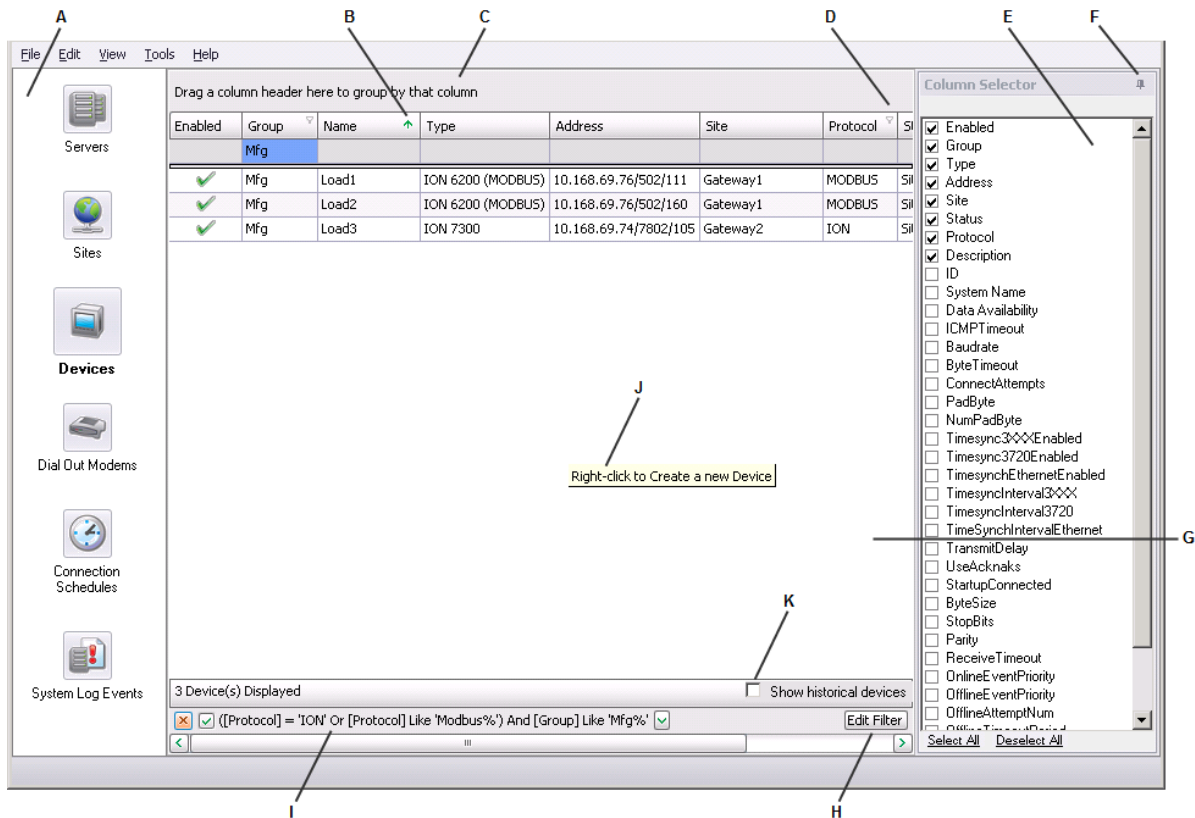 A B C D E F
File Edit View Tools Help
Servers
Sites
Devices
Dial Out Modems
Connection
Schedules
System Log Events
Drag a column header here to group by that column
Enabled Group Name Type Address Site Protocol
Mfg
Mfg Load1 ION 6200 (MODBUS) 10.168.69.76/502/111 Gateway1 MODBUS
Mfg Load2 ION 6200 (MODBUS) 10.168.69.76/502/160 Gateway1 MODBUS
Mfg Load3 ION 7300 10.168.69.74/7802/105 Gateway2 ION
J
Right-click to Create a new Device
G
K
3 Device(s) Displayed Show historical devices
([Protocol] = 'ION' Or [Protocol] Like 'Modbus%') And [Group] Like 'Mfg%' Edit Filter
Column Selector
Enabled
Group
Type
Address
Site
Status
Protocol
Description
ID
System Name
Data Availability
ICMPTimeout
Baudrate
ByteTimeout
ConnectAttempts
PadByte
NumPadByte
Timesync3XXXEnabled
Timesync3720Enabled
TimesynchEthernetEnabled
TimesyncInterval3XXX
TimesyncInterval3720
TimeSynchIntervalEthernet
TransmitDelay
UseAcknaks
StartupConnected
ByteSize
StopBits
Parity
ReceiveTimeout
OnlineEventPriority
OfflineEventPriority
OfflineAttemptNum
Select All Deselect All
I H